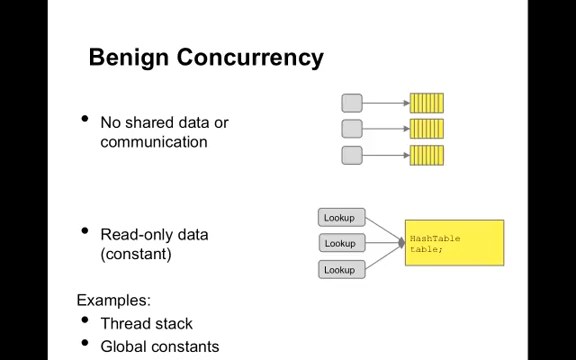 Benign Concurrency
• No shared data or
communication
• Read-only data
(constant)
Lookup
Lookup
Lookup
HashTable
table;
Examples:
• Thread stack
• Global constants